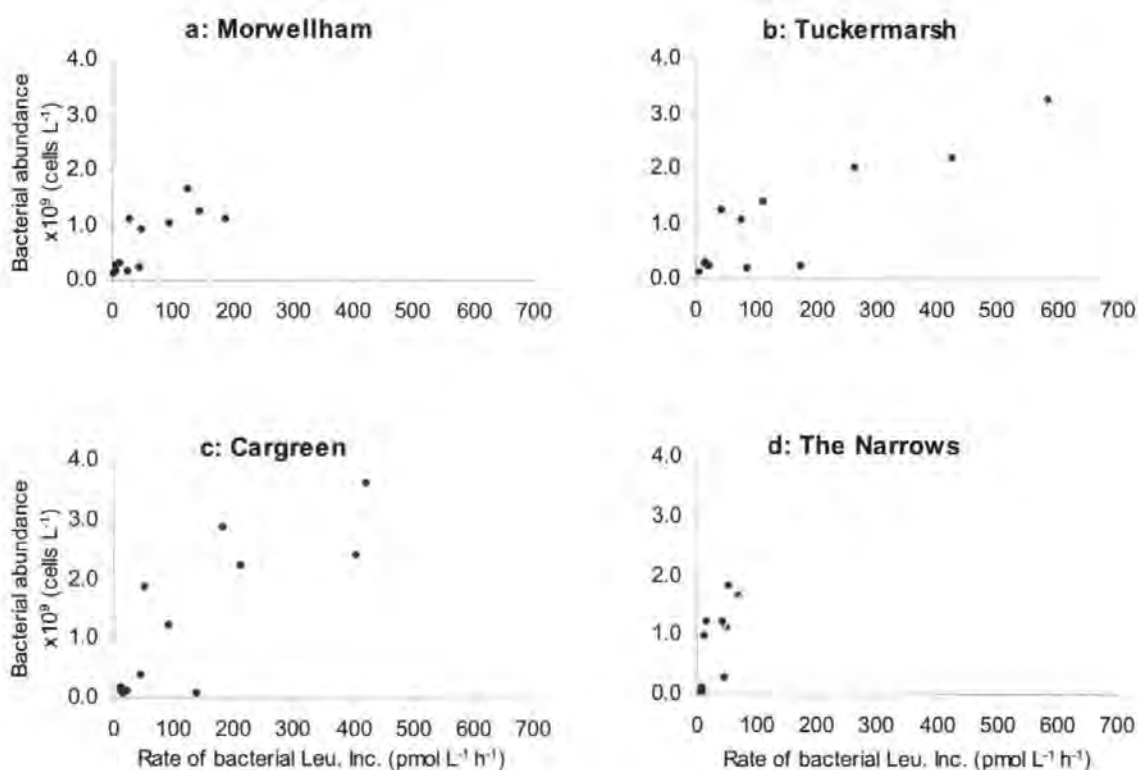 a: Morwellham
Bacterial abundance
x10⁹ (cells L⁻¹)
4.0
3.0
2.0
1.0
0.0
0 100 200 300 400 500 600 700
b: Tuckermarsh
4.0
3.0
2.0
1.0
0.0
0 100 200 300 400 500 600 700
c: Cargreen
Bacterial abundance
x10⁹ (cells L⁻¹)
4.0
3.0
2.0
1.0
0.0
0 100 200 300 400 500 600 700
Rate of bacterial Leu, Inc. (pmol L⁻¹ h⁻¹)
d: The Narrows
4.0
3.0
2.0
1.0
0.0
0 100 200 300 400 500 600 700
Rate of bacterial Leu. Inc. (pmol L⁻¹ h⁻¹)